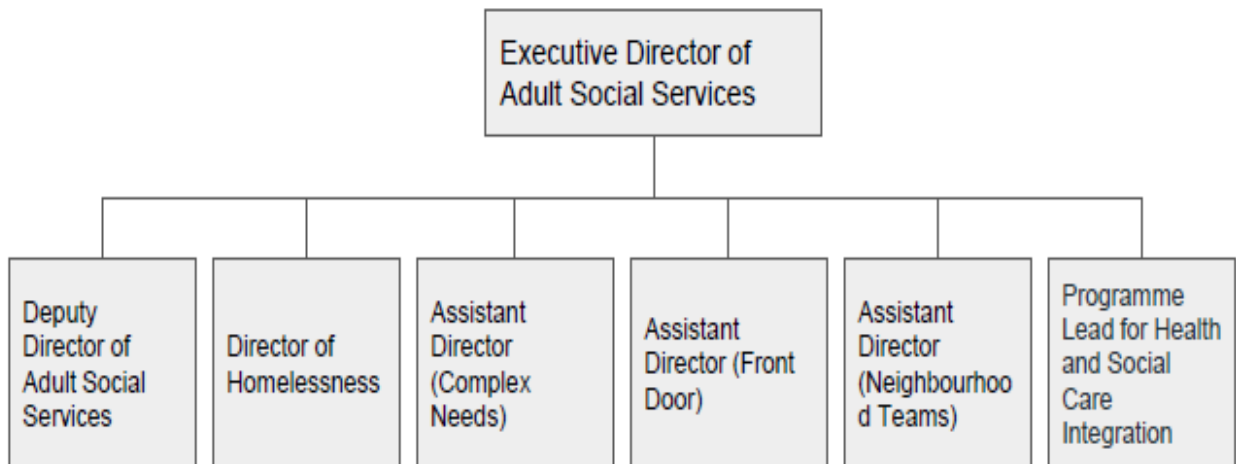 Executive Director of
Adult Social Services
Deputy
Director of
Adult Social
Services
Director of
Homelessness
Assistant
Director
(Complex
Needs)
Assistant
Director (Front
Door)
Assistant
Director
(Neighbourhoo
d Teams)
Programme
Lead for Health
and Social
Care
Integration